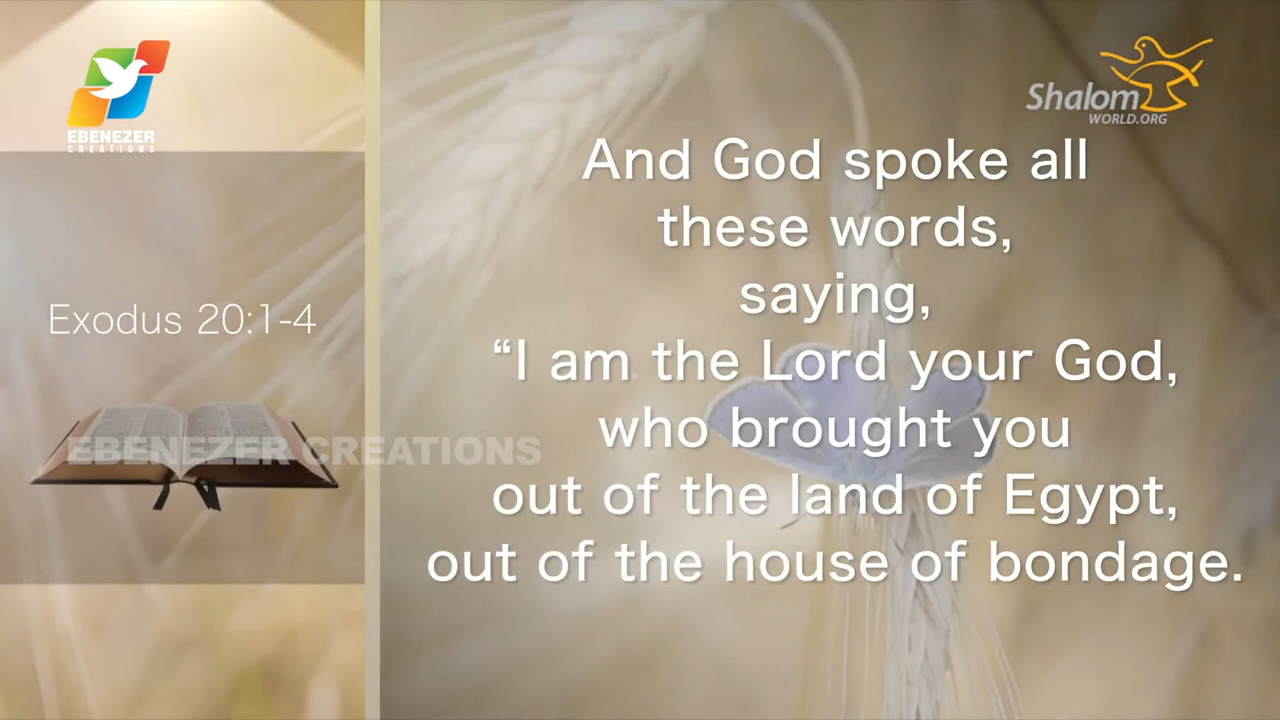 EBENEZER
CREATIONS
Shalom
WORLD.ORG
Exodus 20:1-4
EBENEZER CREATIONS
And God spoke all
these words,
saying,
“I am the Lord your God,
who brought you
out of the land of Egypt,
out of the house of bondage.